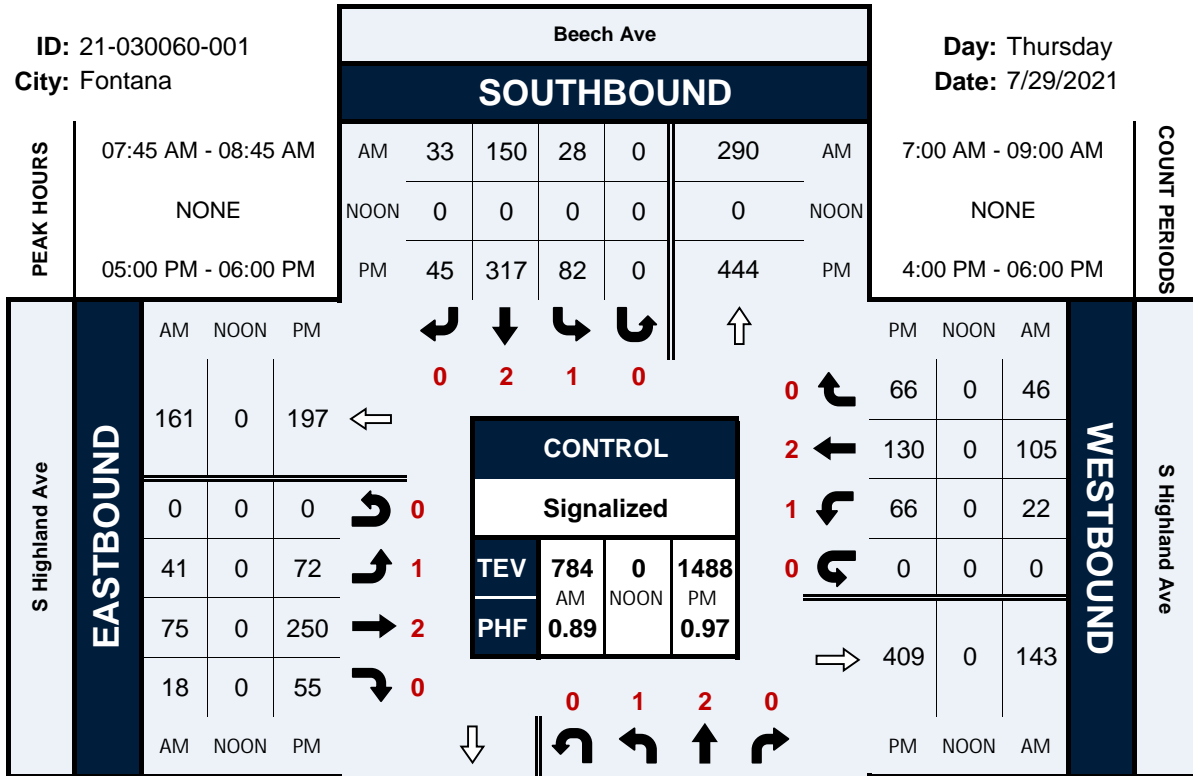 Beech Ave
ID: 21-030060-001
City: Fontana
Day: Thursday
Date: 7/29/2021
SOUTHBOUND
PEAK HOURS
07:45 AM - 08:45 AM
NONE
05:00 PM - 06:00 PM
AM 33 150 28 0 290 AM
NOON 0 0 0 0 0 NOON
PM 45 317 82 0 444 PM
7:00 AM - 09:00 AM
NONE
4:00 PM - 06:00 PM
COUNT PERIODS
0 2 1 0
S Highland Ave
EASTBOUND
AM NOON PM
161 0 197
0 0 0 0
41 0 72 1
75 0 250 2
18 0 55 0
AM NOON PM
CONTROL
Signalized
TEV 784 0 1488
AM NOON PM
PHF 0.89 0.97
PM NOON AM
0 66 0 46
2 130 0 105
1 66 0 22
0 0 0 0
409 0 143
PM NOON AM
WESTBOUND
S Highland Ave
0 1 2 0